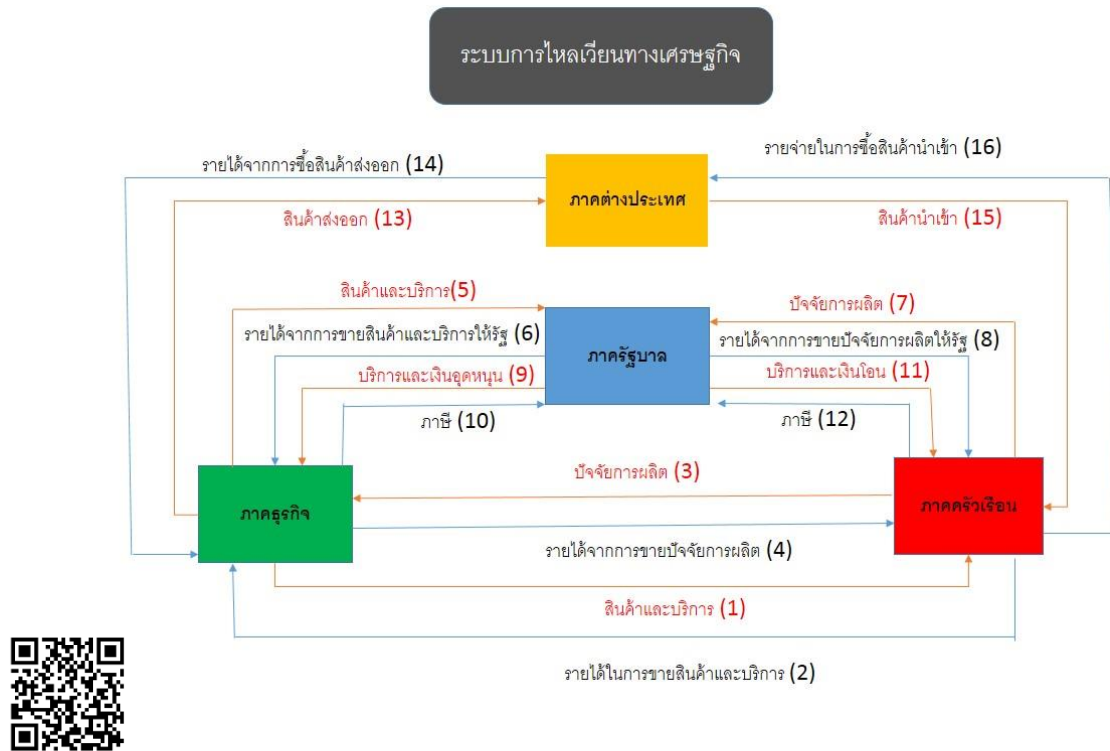 ระบบการไหลเวียนทางเศรษฐกิจ
รายได้จากการซื้อสินค้าส่งออก (14)
รายจ่ายในการซื้อสินค้านำเข้า (16)
ภาคต่างประเทศ
สินค้าส่งออก (13)
สินค้านำเข้า (15)
สินค้าและบริการ(5)
ปัจจัยการผลิต (7)
รายได้จากการขายสินค้าและบริการให้รัฐ (6)
รายได้จากการขายปัจจัยการผลิตให้รัฐ (8)
ภาครัฐบาล
บริการและเงินอุดหนุน (9)
บริการและเงินโอน (11)
ภาษี (10)
ภาษี (12)
ปัจจัยการผลิต (3)
ภาคธุรกิจ
ภาคครัวเรือน
รายได้จากการขายปัจจัยการผลิต (4)
สินค้าและบริการ (1)
รายได้ในการขายสินค้าและบริการ (2)